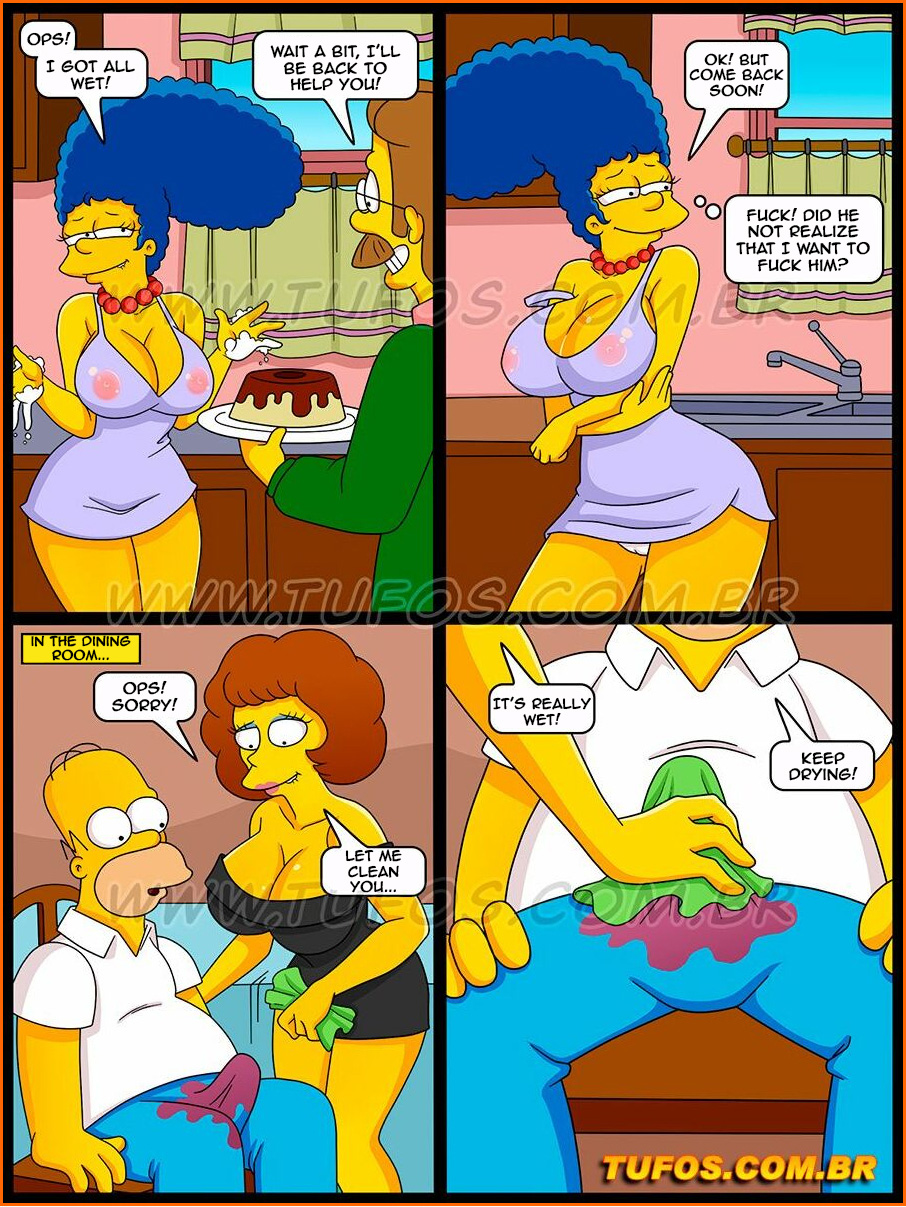 OPS!
I GOT ALL
WET!
WAIT A BIT, I'LL
BE BACK TO
HELP YOU!
OK! BUT
COME BACK
SOON!
FUCK! DID HE
NOT REALIZE
THAT I WANT TO
FUCK HIM?
WWW.TUFOS.COM.BR
WWW.TUFOS.COM.BR
IN THE DINING
ROOM...
OPS!
SORRY!
LET ME
CLEAN
YOU...
IT'S REALLY
WET!
KEEP
DRYING!
WWW.TUFOS.COM.BR
TUFOS.COM.BR